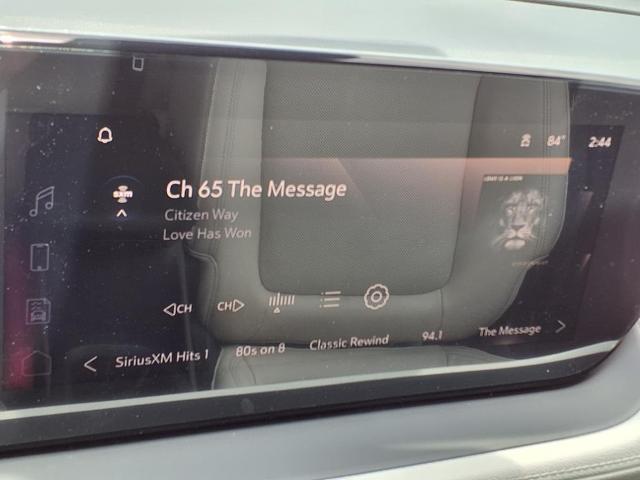 84° 2:44
sxm
Ch 65 The Message
Citizen Way
Love Has Won
CH CH
SiriusXM Hits 1 80s on 8 Classic Rewind 94.1 The Message